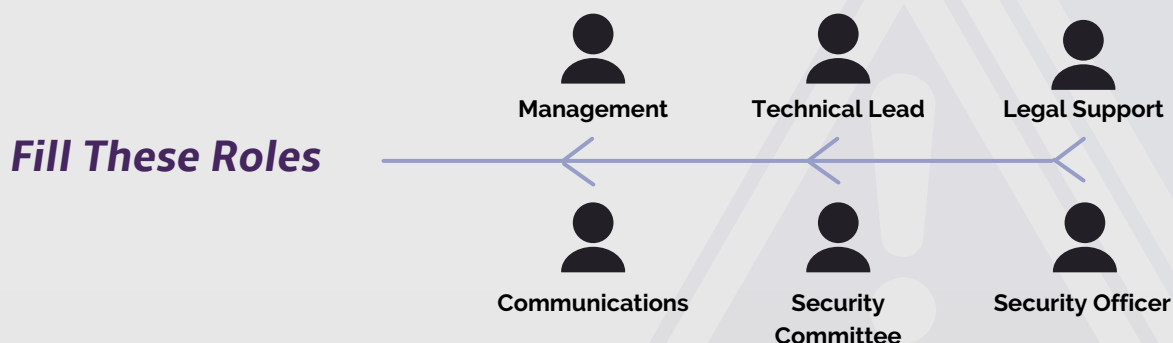 Management
Technical Lead
Legal Support
Fill These Roles
Communications
Security
Committee
Security Officer